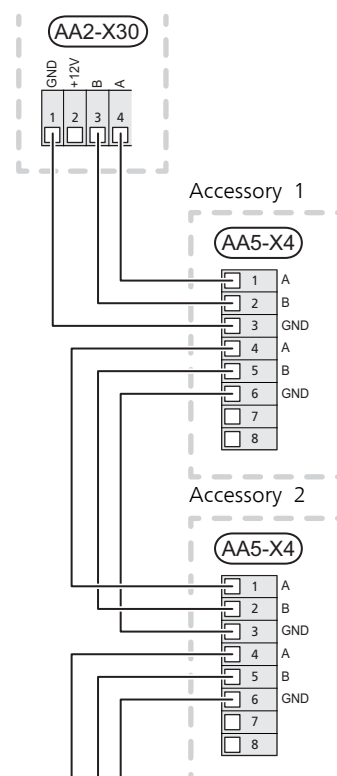 AA2-X30
GND +12V B A
1 2 3 4
Accessory 1
AA5-X4
1 A
2 B
3 GND
4 A
5 B
6 GND
7
8
Accessory 2
AA5-X4
1 A
2 B
3 GND
4 A
5 B
6 GND
7
8